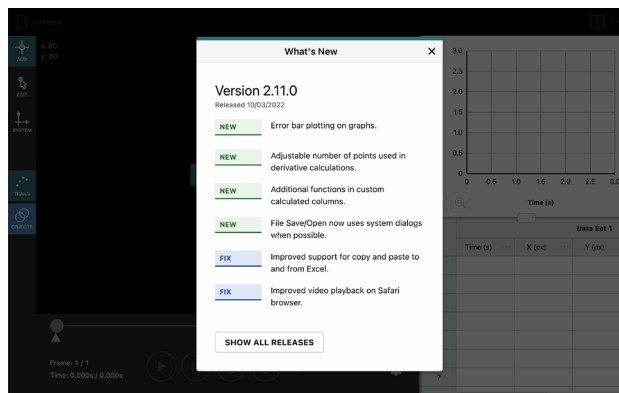 Untitled
x: 80
y: 80
ADD
EDIT
SYSTEM
TRAILS
OBJECTS
What's New
Version 2.11.0
Released 10/03/2022
NEW Error bar plotting on graphs.
NEW Adjustable number of points used in
derivative calculations.
NEW Additional functions in custom
calculated columns.
NEW File Save/Open now uses system dialogs
when possible.
FIX Improved support for copy and paste to
and from Excel.
FIX Improved video playback on Safari
browser.
SHOW ALL RELEASES
Frame: 1 / 1
Time: 0.000s / 0.000s
3.0
2.5
2.0
1.5
1.0
0.5
0
0 0.5 1.0 1.5 2.0 2.5 3.0
Time (s)
Data Set 1
Time (s) X (px) Y (px)
7